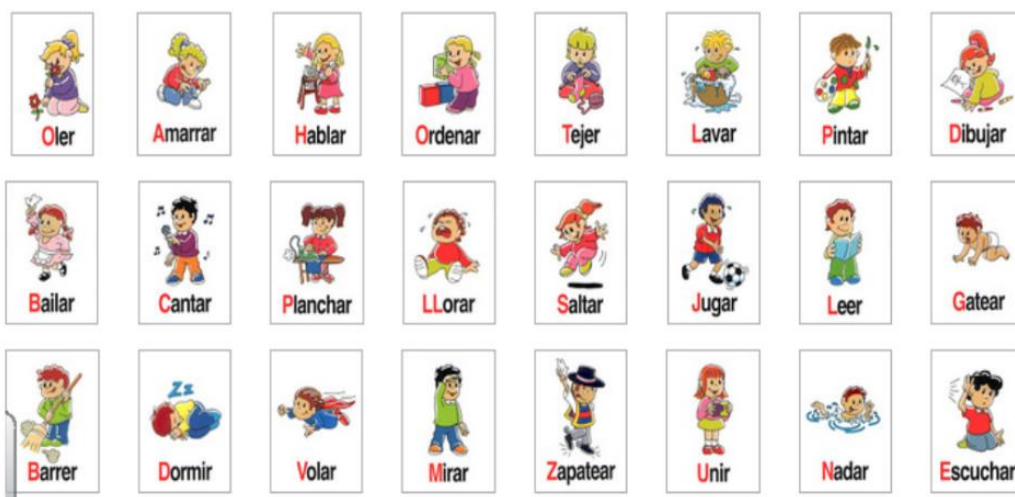 Oler Amarrar Hablar Ordenar Tejer Lavar Pintar Dibujar
Bailar Cantar Planchar LLorar Saltar Jugar Leer Gatear
Zz
Barrer Dormir Volar Mirar Zapatear Unir Nadar Escuchar